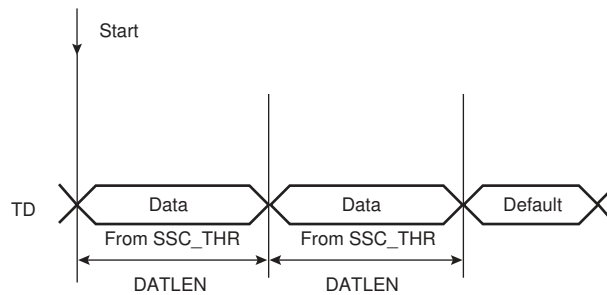 Start
TD
Data
Data
Default
From SSC_THR
From SSC_THR
DATLEN
DATLEN